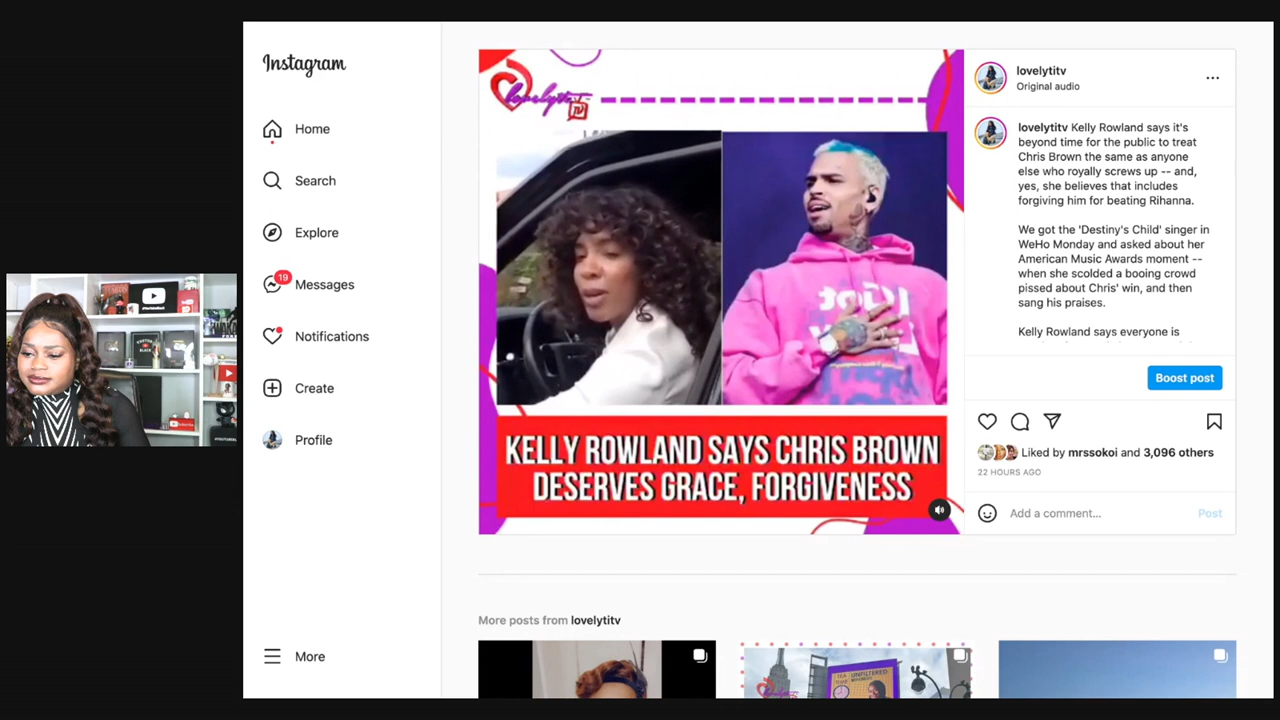 Instagram
Home
Search
Explore
19
Messages
Notifications
Create
Profile
More
KELLY ROWLAND SAYS CHRIS BROWN
DESERVES GRACE, FORGIVENESS
lovelytitv
Original audio
lovelytitv Kelly Rowland says it's
beyond time for the public to treat
Chris Brown the same as anyone
else who royally screws up -- and,
yes, she believes that includes
forgiving him for beating Rihanna.
We got the 'Destiny's Child' singer in
WeHo Monday and asked about her
American Music Awards moment --
when she scolded a booing crowd
pissed about Chris' win, and then
sang his praises.
Kelly Rowland says everyone is
Boost post
Liked by mrssokoi and 3,096 others
22 HOURS AGO
Add a comment...
Post
More posts from lovelytitv
UNFILTERED